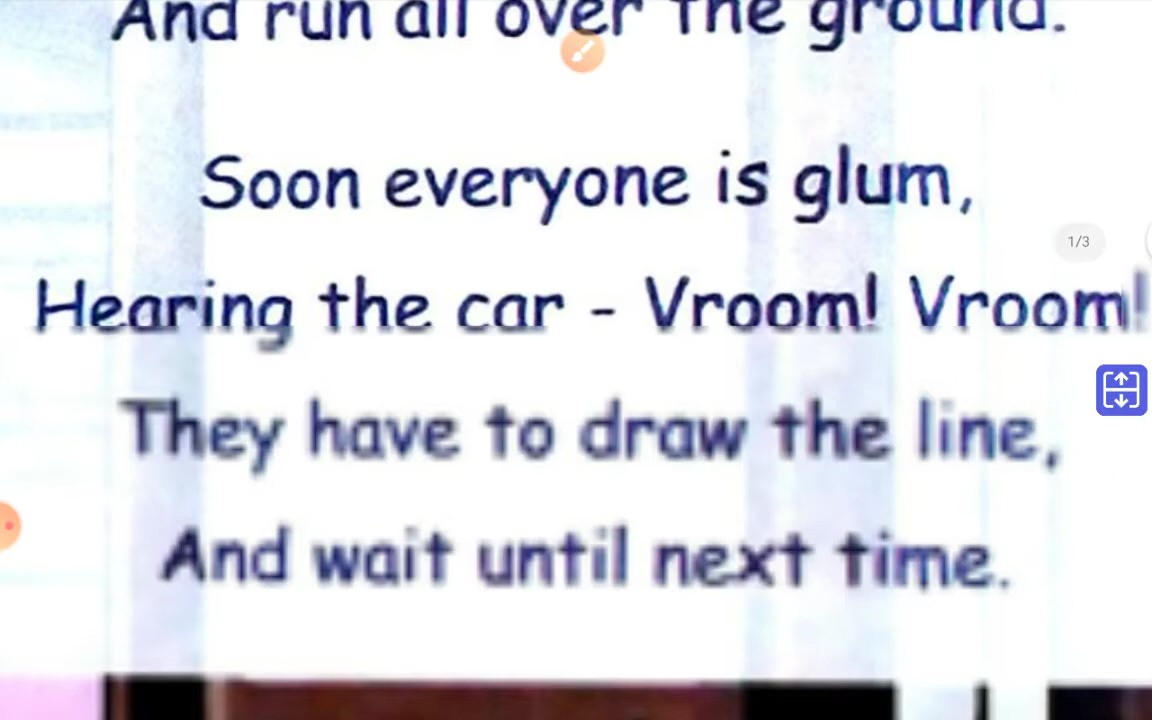 And run all over the ground.
Soon everyone is glum,
1/3
Hearing the car - Vroom! Vroom!
They have to draw the line,
And wait until next time.